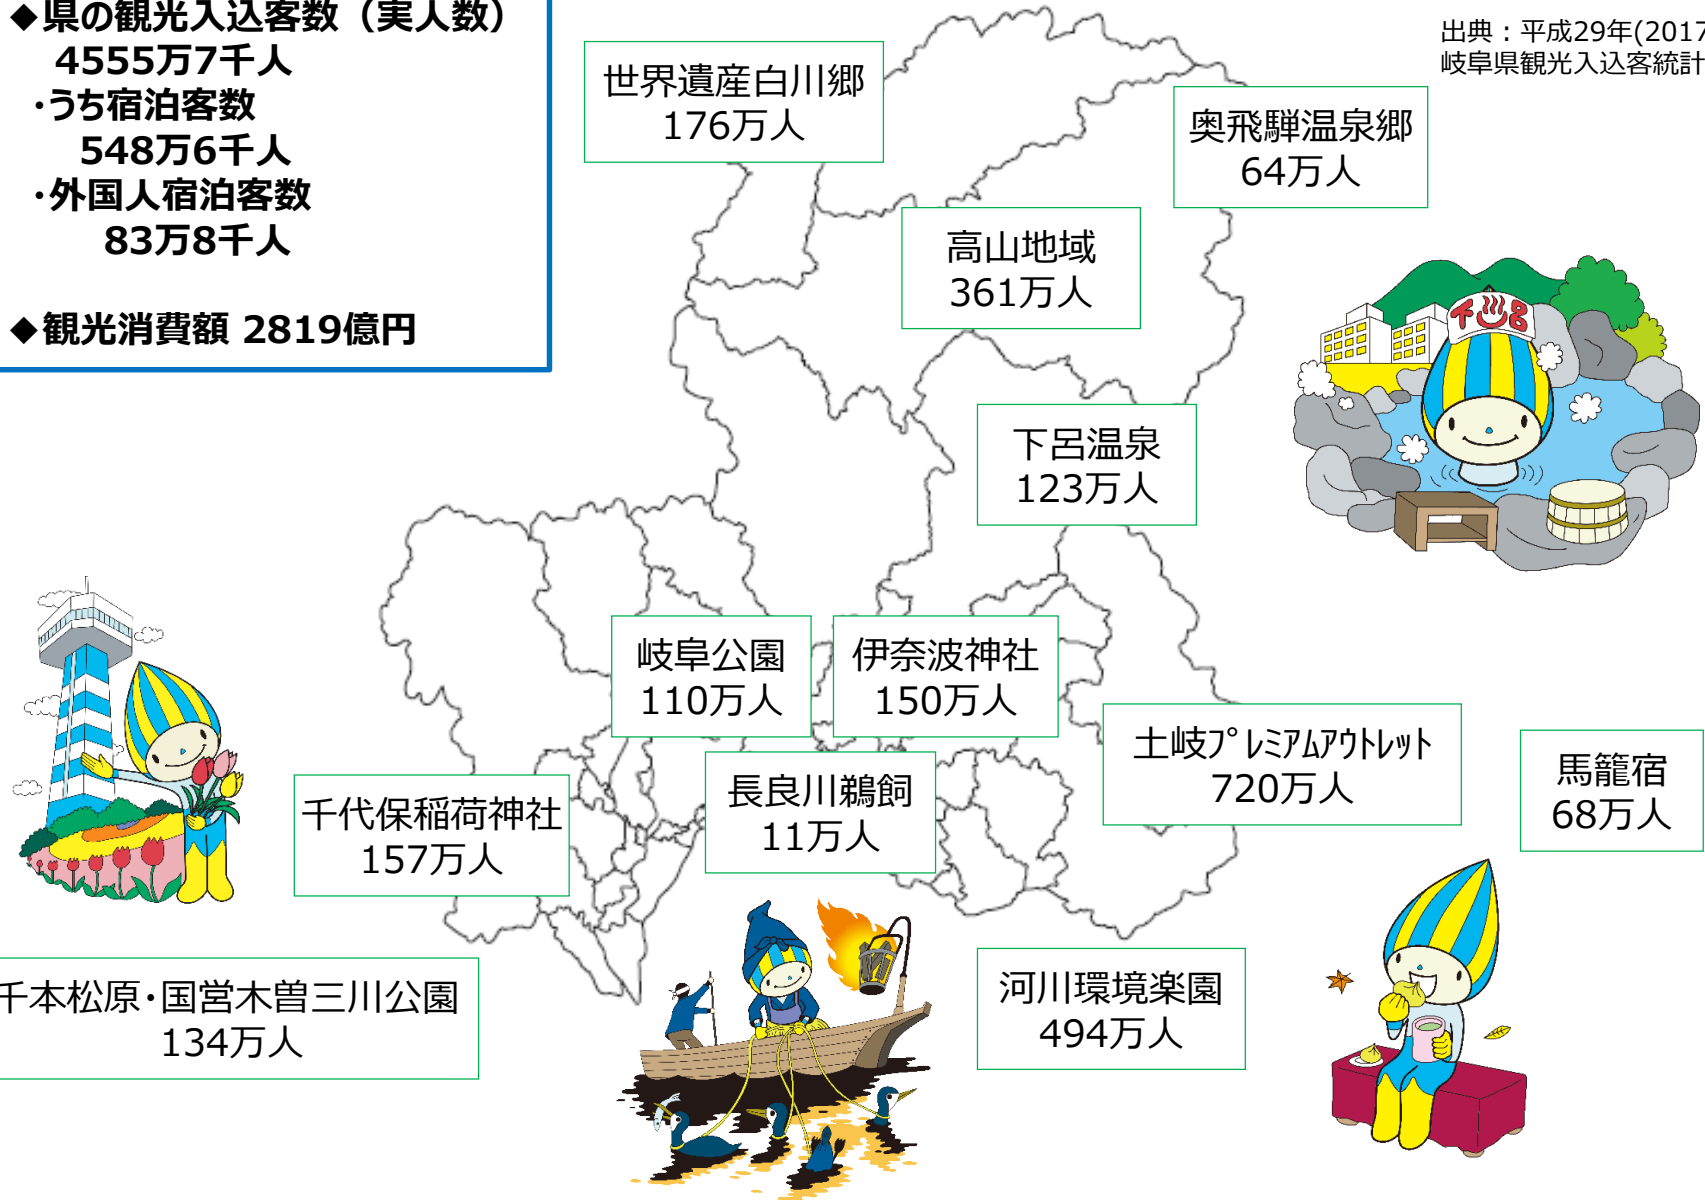 ◆県の観光入込客数（実人数）
4555万7千人
・うち宿泊客数
548万6千人
・外国人宿泊客数
83万8千人
◆観光消費額 2819億円
出典：平成29年(2017
岐阜県観光入込客統計
世界遺産白川郷
176万人
奥飛騨温泉郷
64万人
高山地域
361万人
下呂
下呂温泉
123万人
岐阜公園
110万人
伊奈波神社
150万人
土岐ﾌﾟﾚﾐｱﾑｱｳﾄﾚｯﾄ
720万人
馬籠宿
68万人
千代保稲荷神社
157万人
長良川鵜飼
11万人
千本松原・国営木曽三川公園
134万人
河川環境楽園
494万人